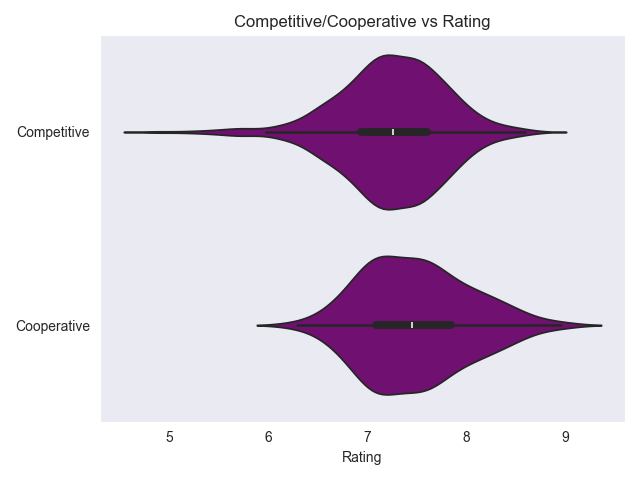 Competitive/Cooperative vs Rating
Competitive
Cooperative
5 6 7 8 9
Rating